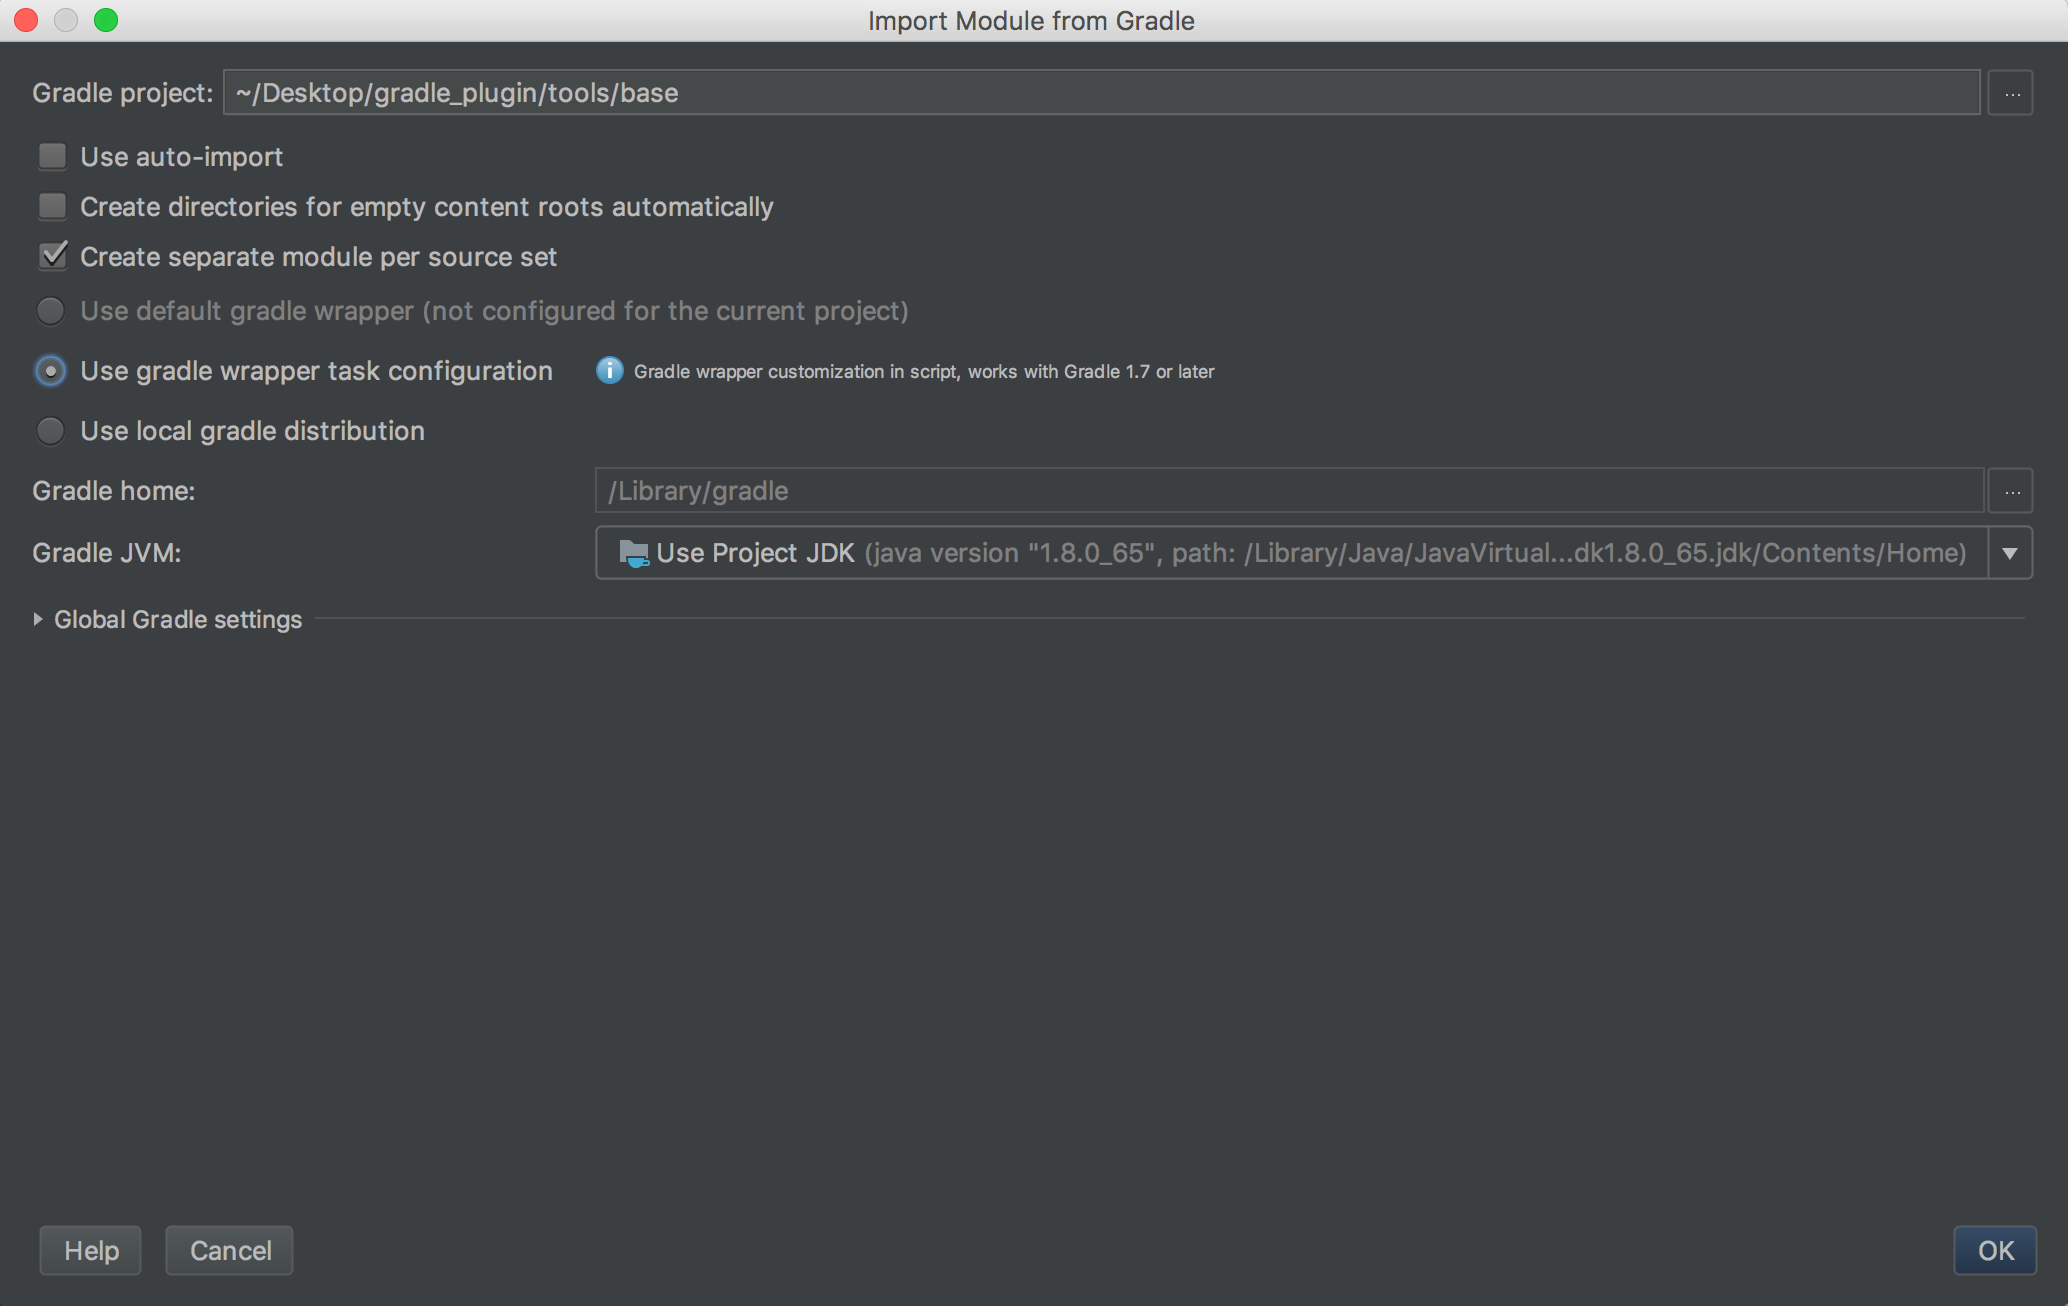 Import Module from Gradle
Gradle project: ~/Desktop/gradle_plugin/tools/base ...
Use auto-import
Create directories for empty content roots automatically
Create separate module per source set
Use default gradle wrapper (not configured for the current project)
Use gradle wrapper task configuration Gradle wrapper customization in script, works with Gradle 1.7 or later
Use local gradle distribution
Gradle home: /Library/gradle ...
Gradle JVM: Use Project JDK (java version "1.8.0_65", path: /Library/Java/JavaVirtual...dk1.8.0_65.jdk/Contents/Home)
Global Gradle settings
Help Cancel OK